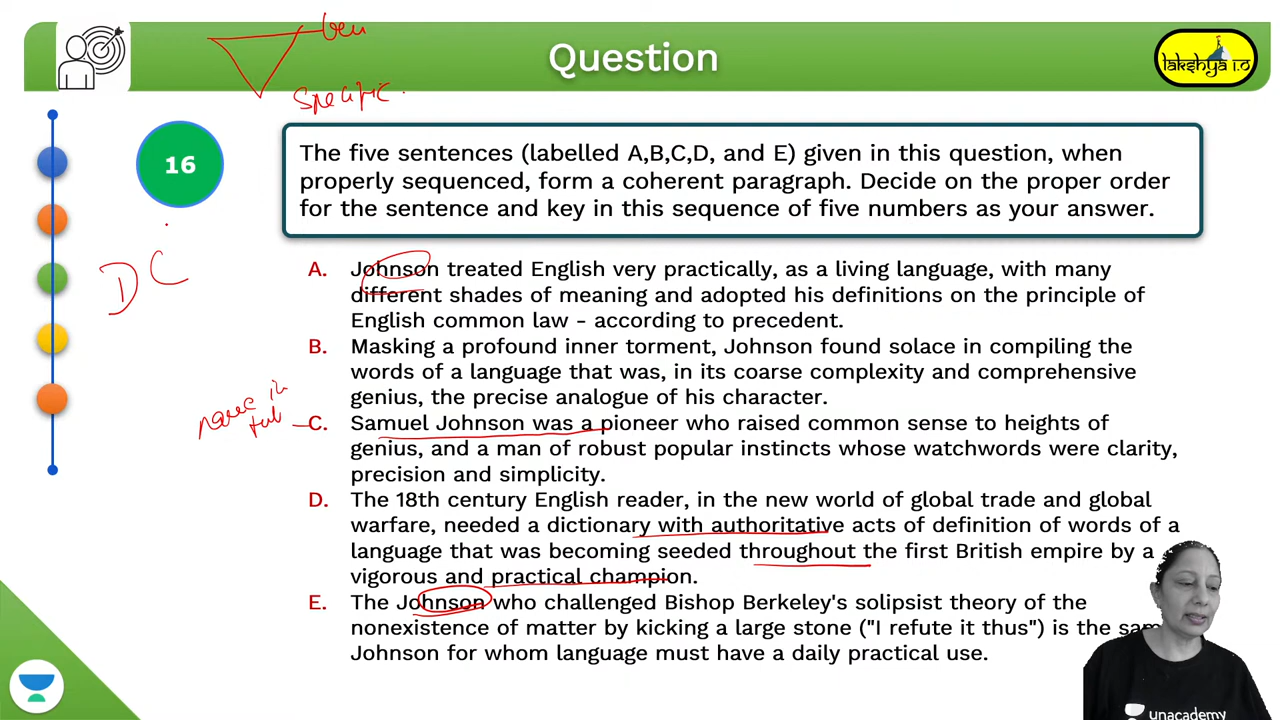 Gen
Question
लक्ष्य I.O
Specific.
16
The five sentences (labelled A,B,C,D, and E) given in this question, when
properly sequenced, form a coherent paragraph. Decide on the proper order
for the sentence and key in this sequence of five numbers as your answer.
DC
A. Johnson treated English very practically, as a living language, with many
different shades of meaning and adopted his definitions on the principle of
English common law - according to precedent.
B. Masking a profound inner torment, Johnson found solace in compiling the
words of a language that was, in its coarse complexity and comprehensive
genius, the precise analogue of his character.
name in
full
C. Samuel Johnson was a pioneer who raised common sense to heights of
genius, and a man of robust popular instincts whose watchwords were clarity,
precision and simplicity.
D. The 18th century English reader, in the new world of global trade and global
warfare, needed a dictionary with authoritative acts of definition of words of a
language that was becoming seeded throughout the first British empire by a
vigorous and practical champion.
E. The Johnson who challenged Bishop Berkeley's solipsist theory of the
nonexistence of matter by kicking a large stone ("I refute it thus") is the
Johnson for whom language must have a daily practical use.
unacademy